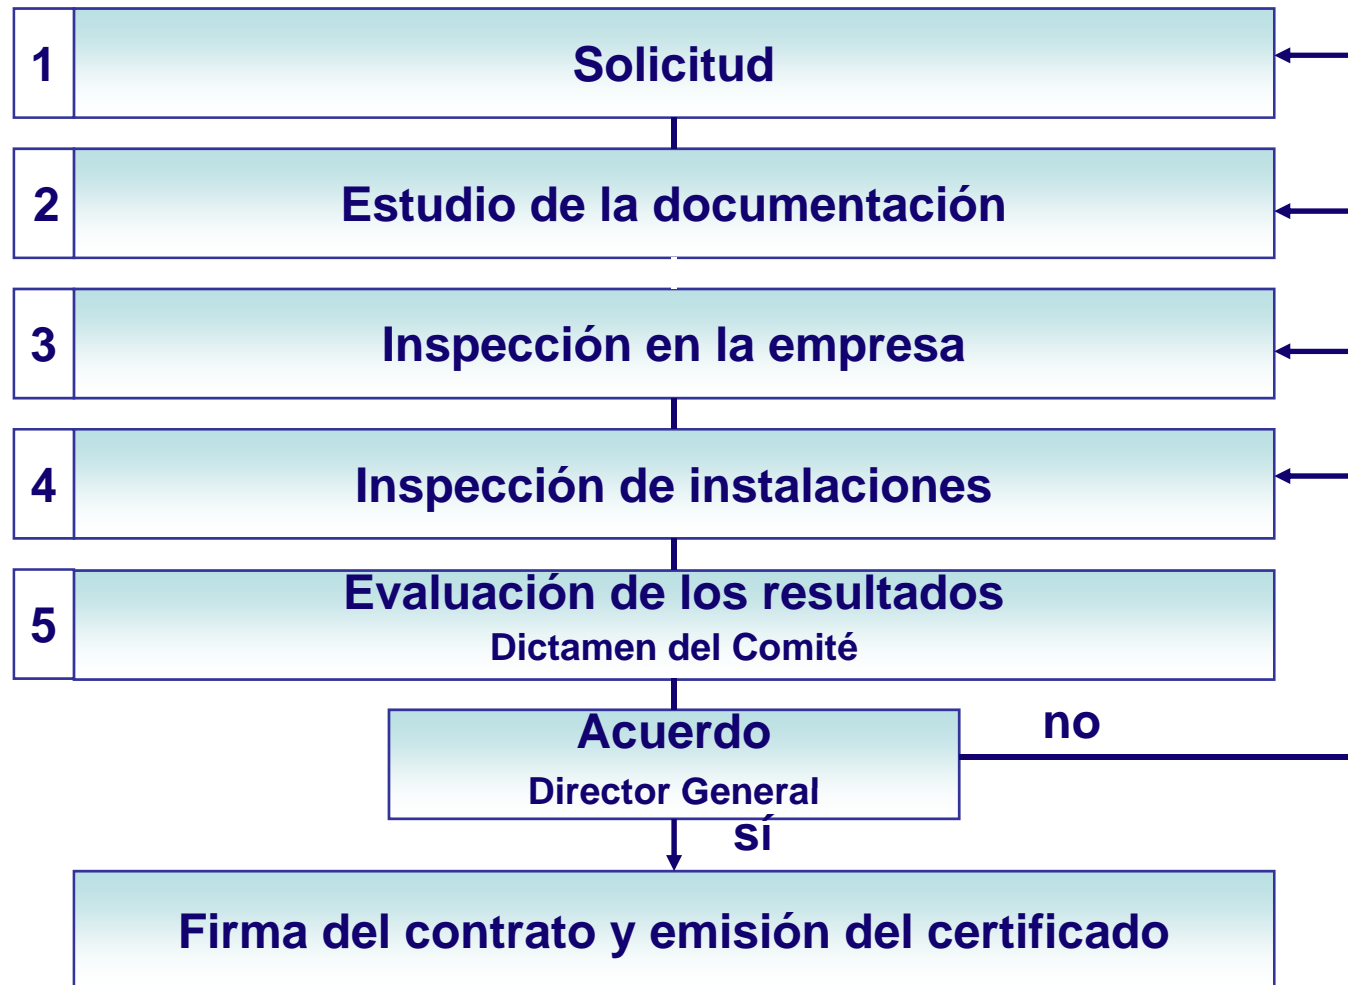 1
Solicitud
2
Estudio de la documentación
3
Inspección en la empresa
4
Inspección de instalaciones
5
Evaluación de los resultados
Dictamen del Comité
Acuerdo
Director General
no
sí
Firma del contrato y emisión del certificado